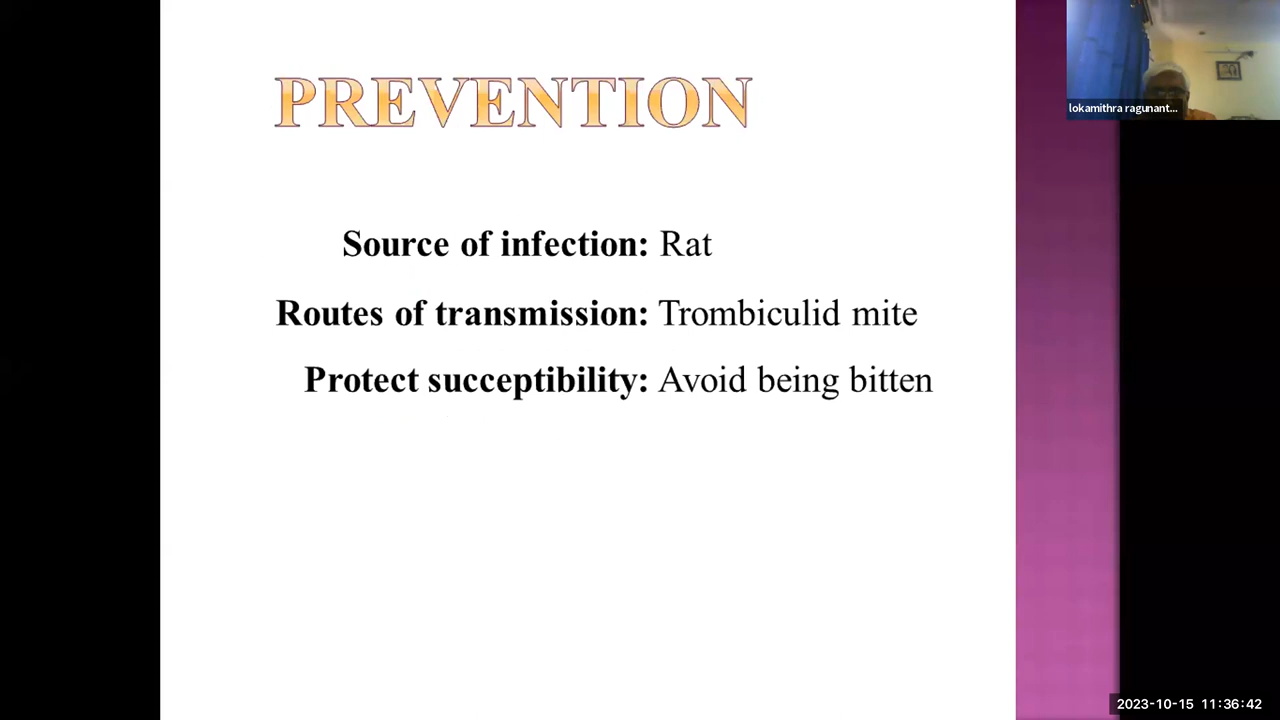 PREVENTION
lokamithra ragunant...
Source of infection: Rat
Routes of transmission: Trombiculid mite
Protect succeptibility: Avoid being bitten
2023-10-15 11:36:42